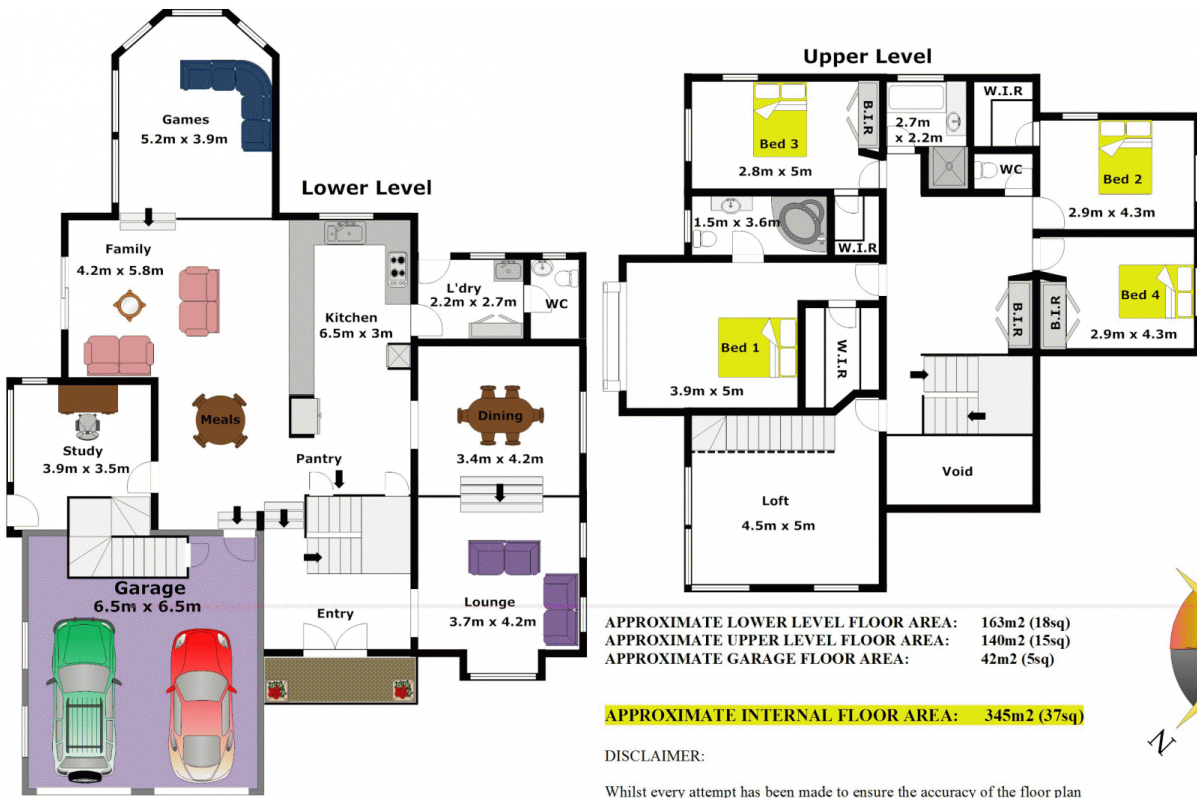 Upper Level
Lower Level
Games
5.2m x 3.9m
Family
4.2m x 5.8m
Kitchen
6.5m x 3m
L'dry
2.2m x 2.7m
WC
Study
3.9m x 3.5m
Meals
Pantry
Dining
3.4m x 4.2m
Lounge
3.7m x 4.2m
Entry
Garage
6.5m x 6.5m
Bed 3
2.8m x 5m
B.I.R
2.7m
x 2.2m
W.I.R
WC
Bed 2
2.9m x 4.3m
1.5m x 3.6m
W.I.R
Bed 1
3.9m x 5m
W.I.R
B.I.R
B.I.R
Bed 4
2.9m x 4.3m
Void
Loft
4.5m x 5m
APPROXIMATE LOWER LEVEL FLOOR AREA: 163m2 (18sq)
APPROXIMATE UPPER LEVEL FLOOR AREA: 140m2 (15sq)
APPROXIMATE GARAGE FLOOR AREA: 42m2 (5sq)
APPROXIMATE INTERNAL FLOOR AREA: 345m2 (37sq)
N
DISCLAIMER:
Whilst every attempt has been made to ensure the accuracy of the floor plan